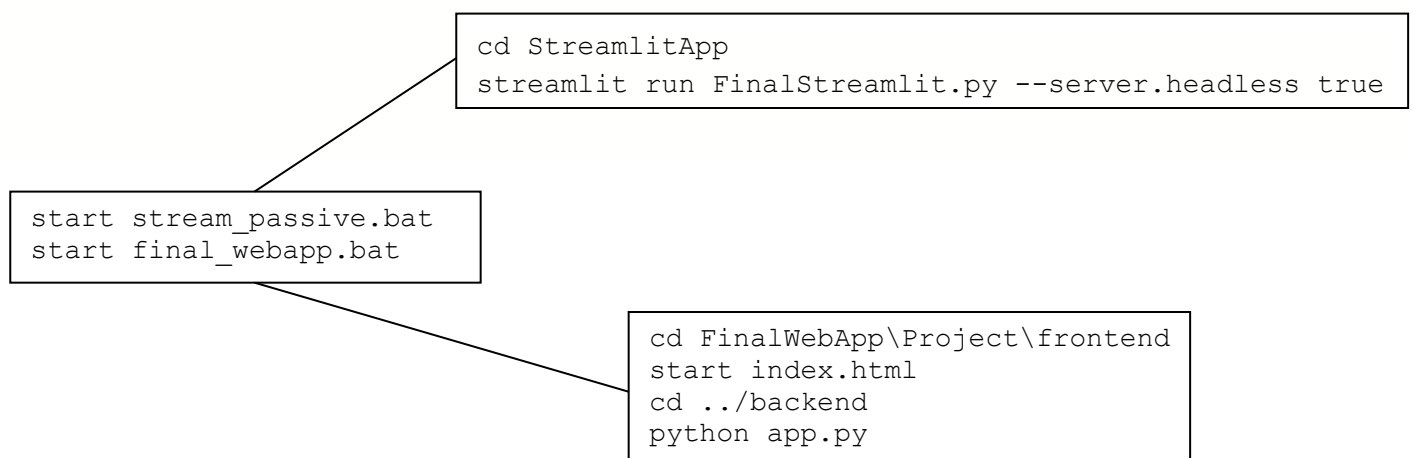 cd StreamlitApp
streamlit run FinalStreamlit.py --server.headless true
start stream_passive.bat
start final_webapp.bat
cd FinalWebApp\Project\frontend
start index.html
cd ../backend
python app.py